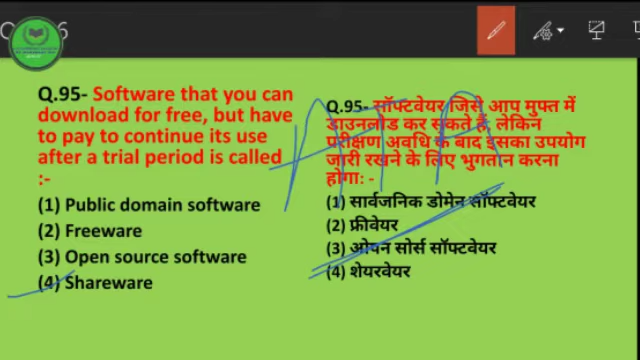 Q.95- Software that you can
download for free, but have
to pay to continue its use
after a trial period is called
:-
(1) Public domain software
(2) Freeware
(3) Open source software
(4) Shareware
Q.95- सॉफ्टवेयर जिसे आप मुफ्त में
डाउनलोड कर सकते हैं, लेकिन
परीक्षण अवधि के बाद इसका उपयोग
जारी रखने के लिए भुगतान करना
होगाः -
(1) सार्वजनिक डोमेन सॉफ्टवेयर
(2) फ्रीवेयर
(3) ओपन सोर्स सॉफ्टवेयर
(4) शेयरवेयर